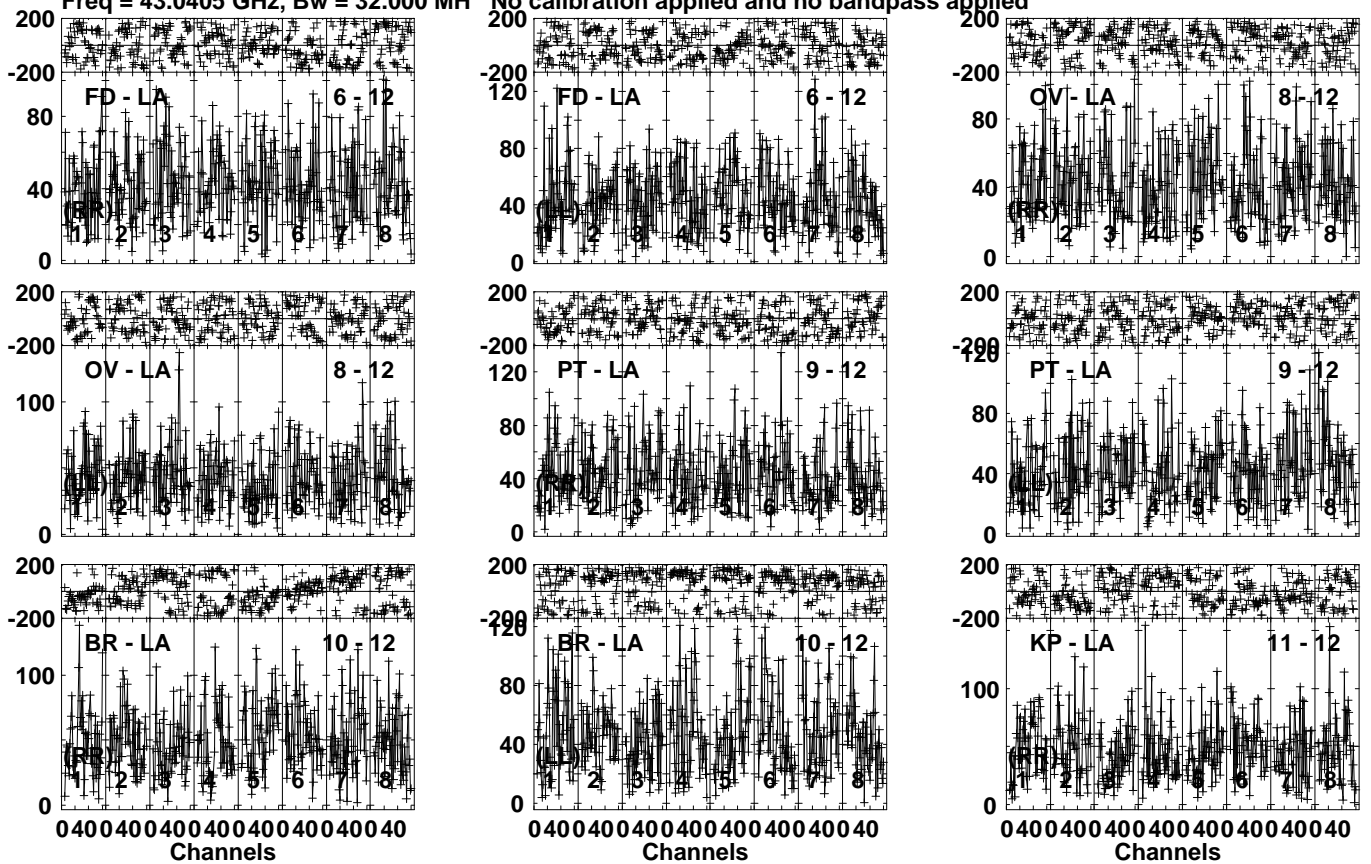 Freq = 43.0405 GHz, Bw = 32.000 MH No calibration applied and no bandpass applied
200 200 200
-200 -200 -200
FD - LA 6 - 12 FD - LA 6 - 12 OV - LA 8 - 12
120
80 80 80
40 40 40
(RR) (LL) (RR)
1 2 3 4 5 6 7 8 1 2 3 4 5 6 7 8 1 2 3 4 5 6 7 8
0 0 0
200 200 200
-200 -200 -200
120 120
OV - LA 8 - 12 PT - LA 9 - 12 PT - LA 9 - 12
100 80 80
40 40
(LL) (RR) (LL)
1 2 3 4 5 6 7 8 1 2 3 4 5 6 7 8 1 2 3 4 5 6 7 8
0 0 0
200 200 200
-200 -200 -200
120
BR - LA 10 - 12 BR - LA 10 - 12 KP - LA 11 - 12
100 80 100
40
(RR) (LL) (RR)
1 2 3 4 5 6 7 8 1 2 3 4 5 6 7 8 1 2 3 4 5 6 7 8
0 0 0
0 40 0 40 0 40 0 40 0 40 0 40 0 40 0 40 0 40 0 40 0 40 0 40 0 40 0 40 0 40 0 40 0 40 0 40 0 40 0 40 0 40 0 40 0 40 0 40
Channels Channels Channels